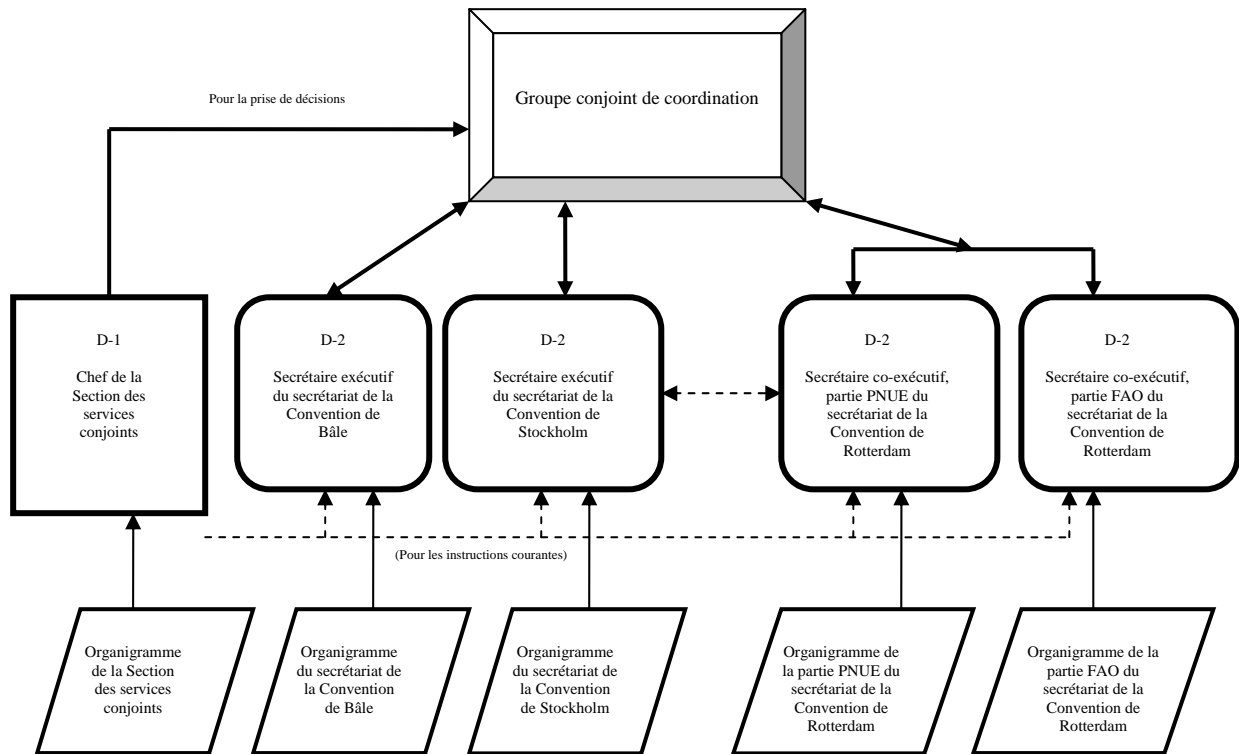 Pour la prise de décisions
Groupe conjoint de coordination
D-1
Chef de la
Section des
services
conjoints
D-2
Secrétaire exécutif
du secrétariat de la
Convention de
Bâle
D-2
Secrétaire exécutif
du secrétariat de la
Convention de
Stockholm
D-2
Secrétaire co-exécutif,
partie PNUE du
secrétariat de la
Convention de
Rotterdam
D-2
Secrétaire co-exécutif,
partie FAO du
secrétariat de la
Convention de
Rotterdam
(Pour les instructions courantes)
Organigramme
de la Section
des services
conjoints
Organigramme
du secrétariat de
la Convention
de Bâle
Organigramme
du secrétariat de
la Convention
de Stockholm
Organigramme de
la partie PNUE du
secrétariat de la
Convention de
Rotterdam
Organigramme de la
partie FAO du
secrétariat de la
Convention de
Rotterdam